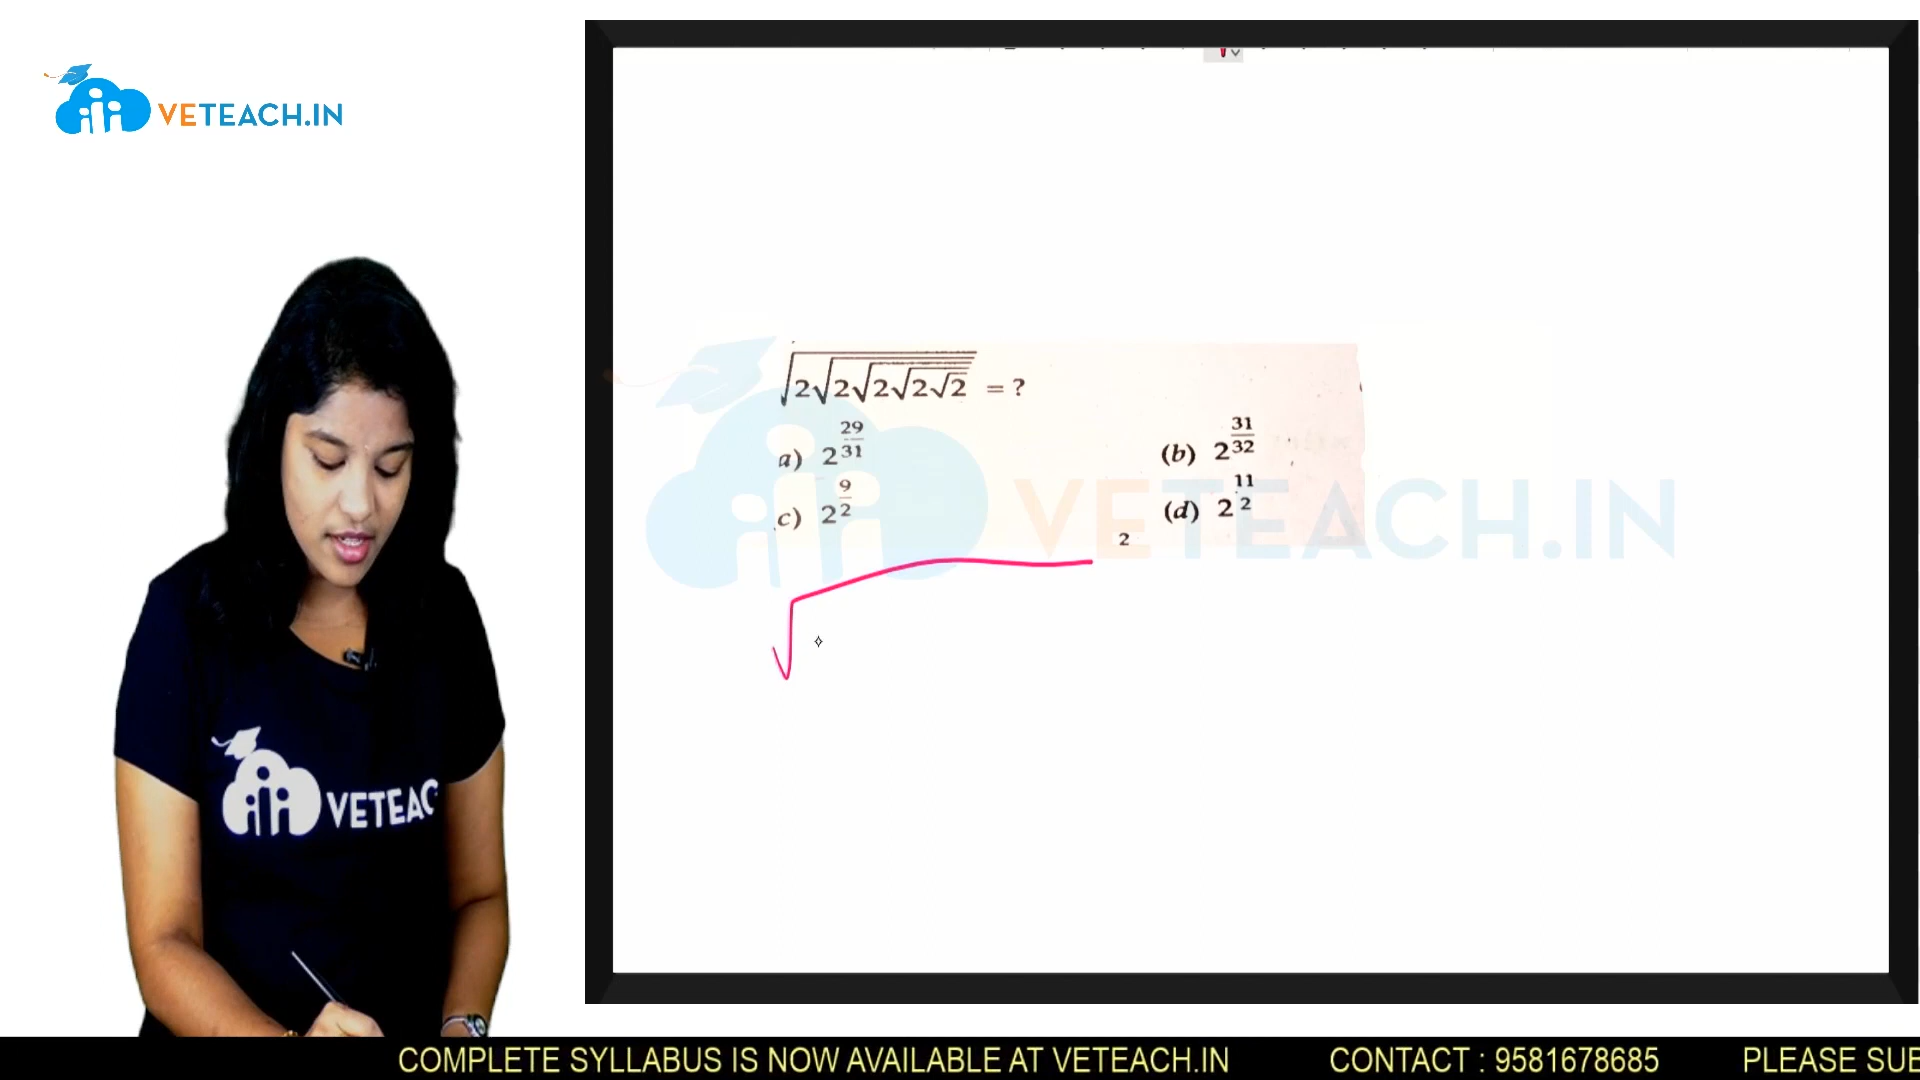 VETEACH.IN
√2√2√2√2√2 = ?
a) 2^(29/31)
(b) 2^(31/32)
c) 2^(9/2)
(d) 2^(11/2)
2
VETEACH.IN
VETEAC
COMPLETE SYLLABUS IS NOW AVAILABLE AT VETEACH.IN CONTACT : 9581678685 PLEASE SUB